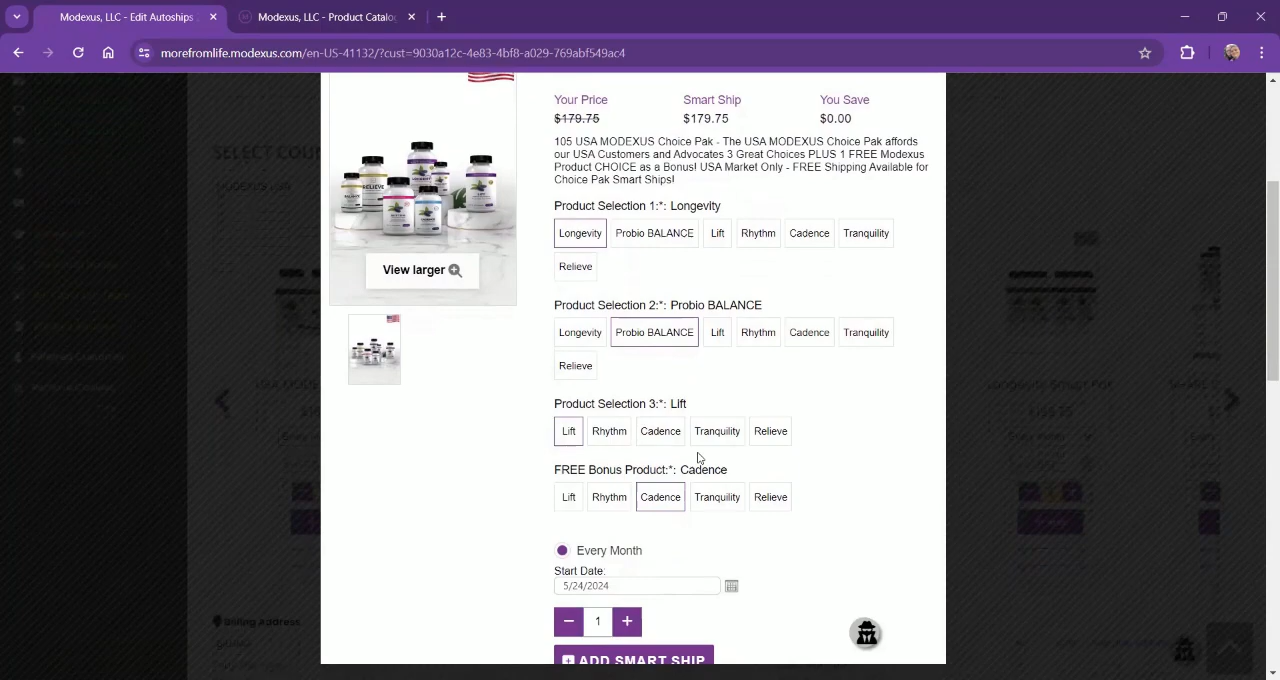 Modexus, LLC - Edit Autoships
Modexus, LLC - Product Catalog
morefromlife.modexus.com/en-US-41132/?cust=9030a12c-4e83-4bf8-a029-769abf549ac4
SELECT COUN
Your Price
Smart Ship
You Save
$179.75
$179.75
$0.00
105 USA MODEXUS Choice Pak - The USA MODEXUS Choice Pak affords
our USA Customers and Advocates 3 Great Choices PLUS 1 FREE Modexus
Product CHOICE as a Bonus! USA Market Only - FREE Shipping Available for
Choice Pak Smart Ships!
Product Selection 1:*: Longevity
Longevity
Probio BALANCE
Lift
Rhythm
Cadence
Tranquility
Relieve
View larger
Product Selection 2:*: Probio BALANCE
Longevity
Probio BALANCE
Lift
Rhythm
Cadence
Tranquility
Relieve
Product Selection 3:*: Lift
Lift
Rhythm
Cadence
Tranquility
Relieve
FREE Bonus Product:*: Cadence
Lift
Rhythm
Cadence
Tranquility
Relieve
Every Month
Start Date:
5/24/2024
1
ADD SMART SHIP
Billing Address